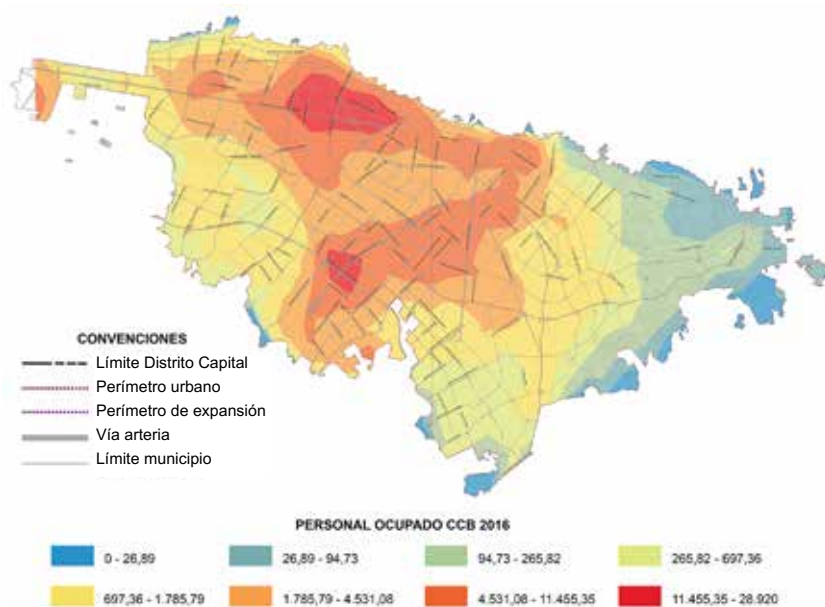 CONVENCIONES
Límite Distrito Capital
Perímetro urbano
Perímetro de expansión
Vía arteria
Límite municipio
PERSONAL OCUPADO CCB 2016
0 - 26,89
26,89 - 94,73
94,73 - 265,82
265,82 - 697,36
697,36 - 1.785,79
1.785,79 - 4.531,08
4.531,08 - 11.455,35
11.455,35 - 28.920